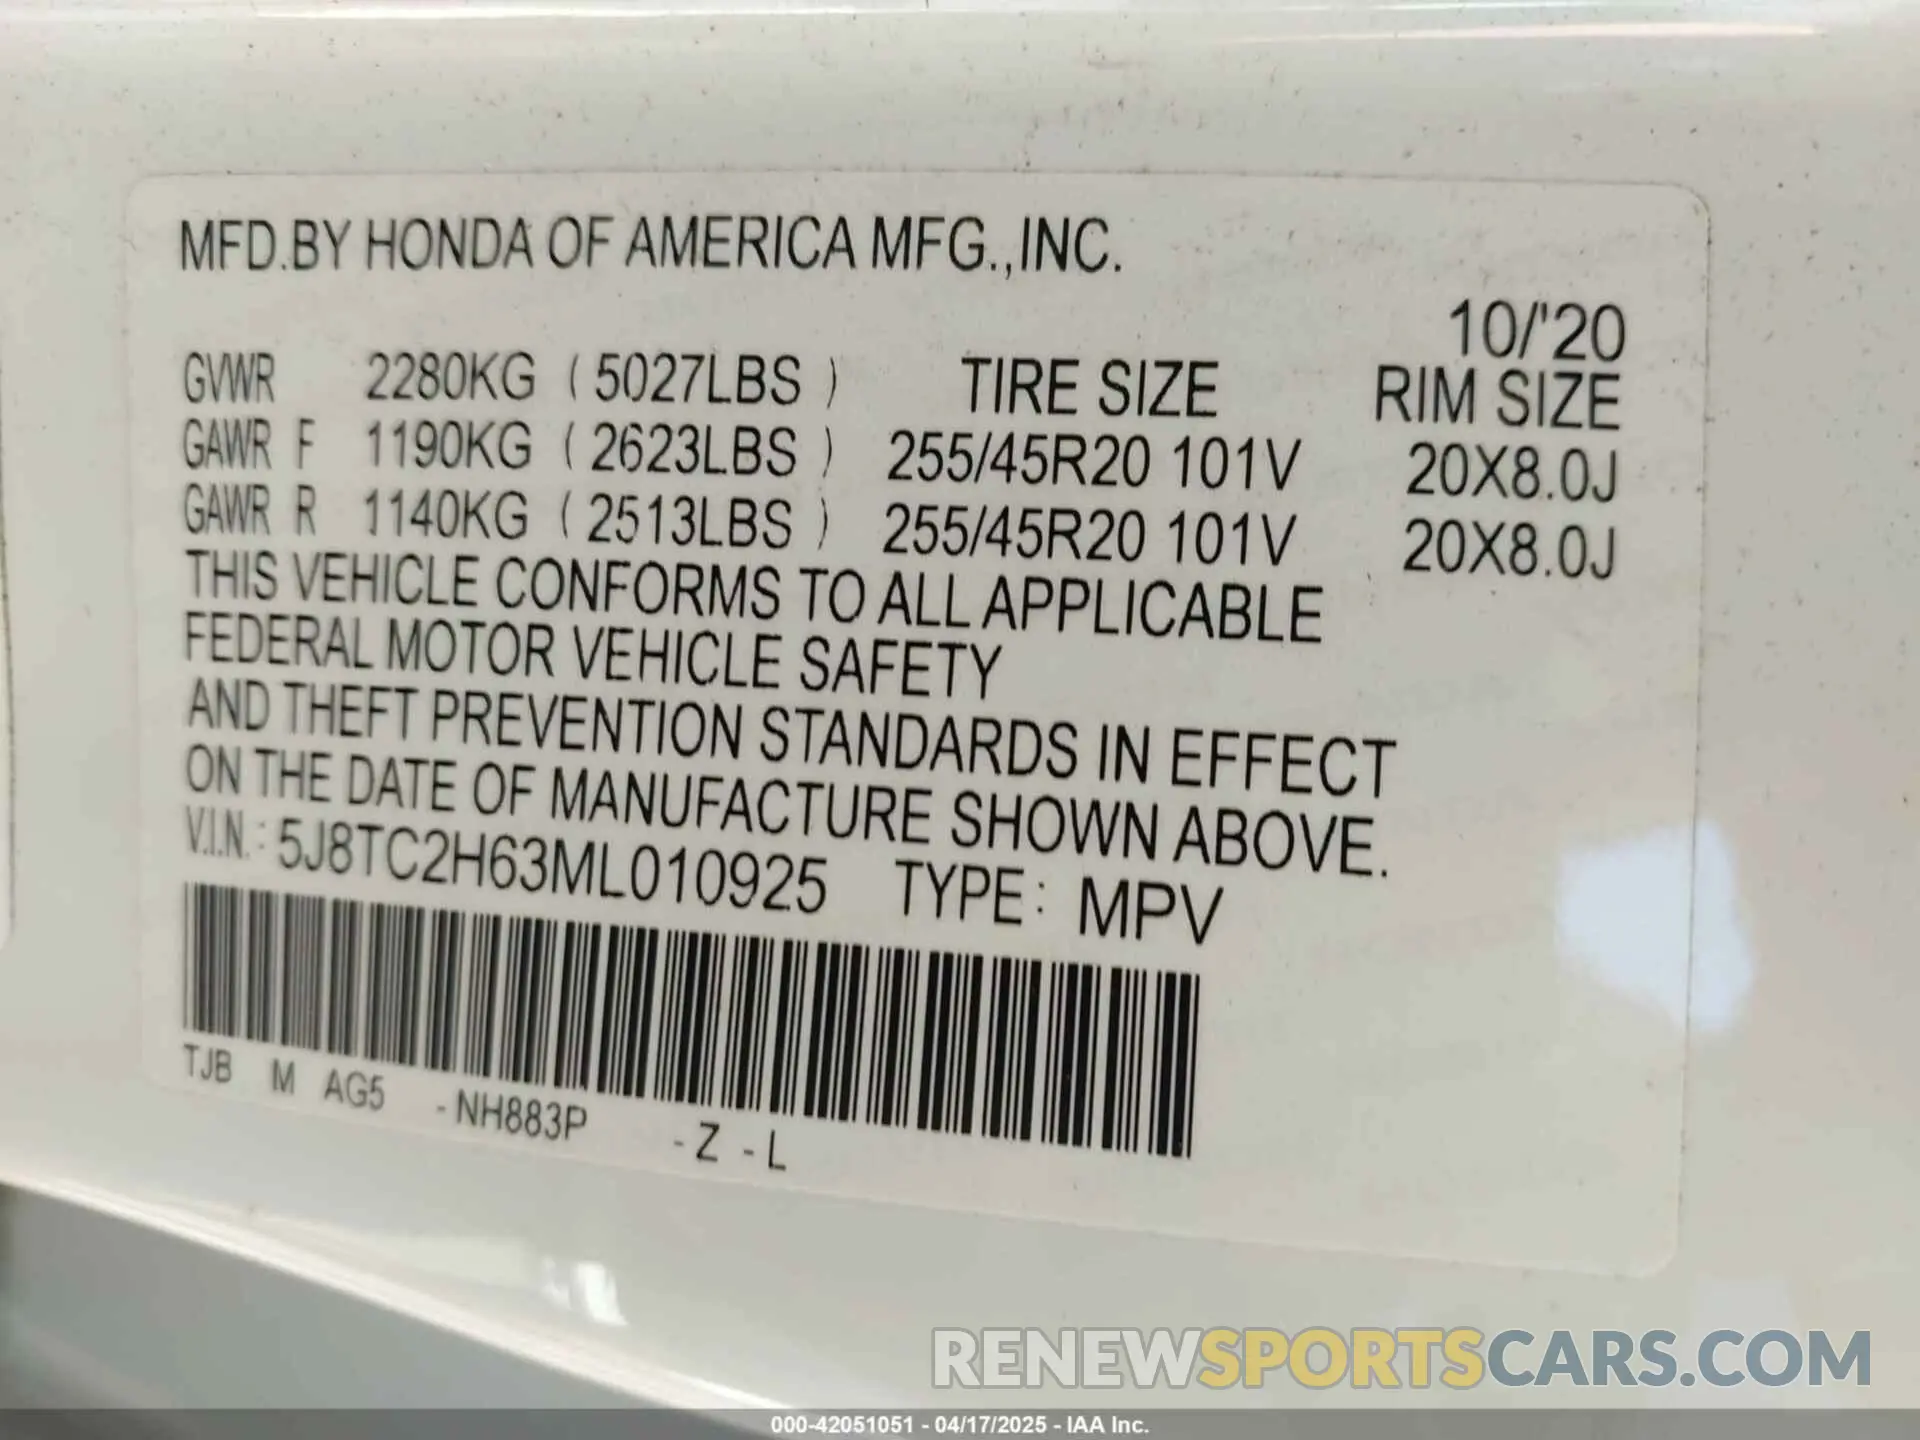 MFD.BY HONDA OF AMERICA MFG.,INC.
10/'20
GVWR 2280KG ( 5027LBS ) TIRE SIZE RIM SIZE
GAWR F 1190KG ( 2623LBS ) 255/45R20 101V 20X8.0J
GAWR R 1140KG ( 2513LBS ) 255/45R20 101V 20X8.0J
THIS VEHICLE CONFORMS TO ALL APPLICABLE
FEDERAL MOTOR VEHICLE SAFETY
AND THEFT PREVENTION STANDARDS IN EFFECT
ON THE DATE OF MANUFACTURE SHOWN ABOVE.
V.I.N.: 5J8TC2H63ML010925 TYPE: MPV
TJB M AG5 -NH883P -Z -L
RENEWSPORTSCARS.COM
000-42051051 - 04/17/2025 - IAA Inc.